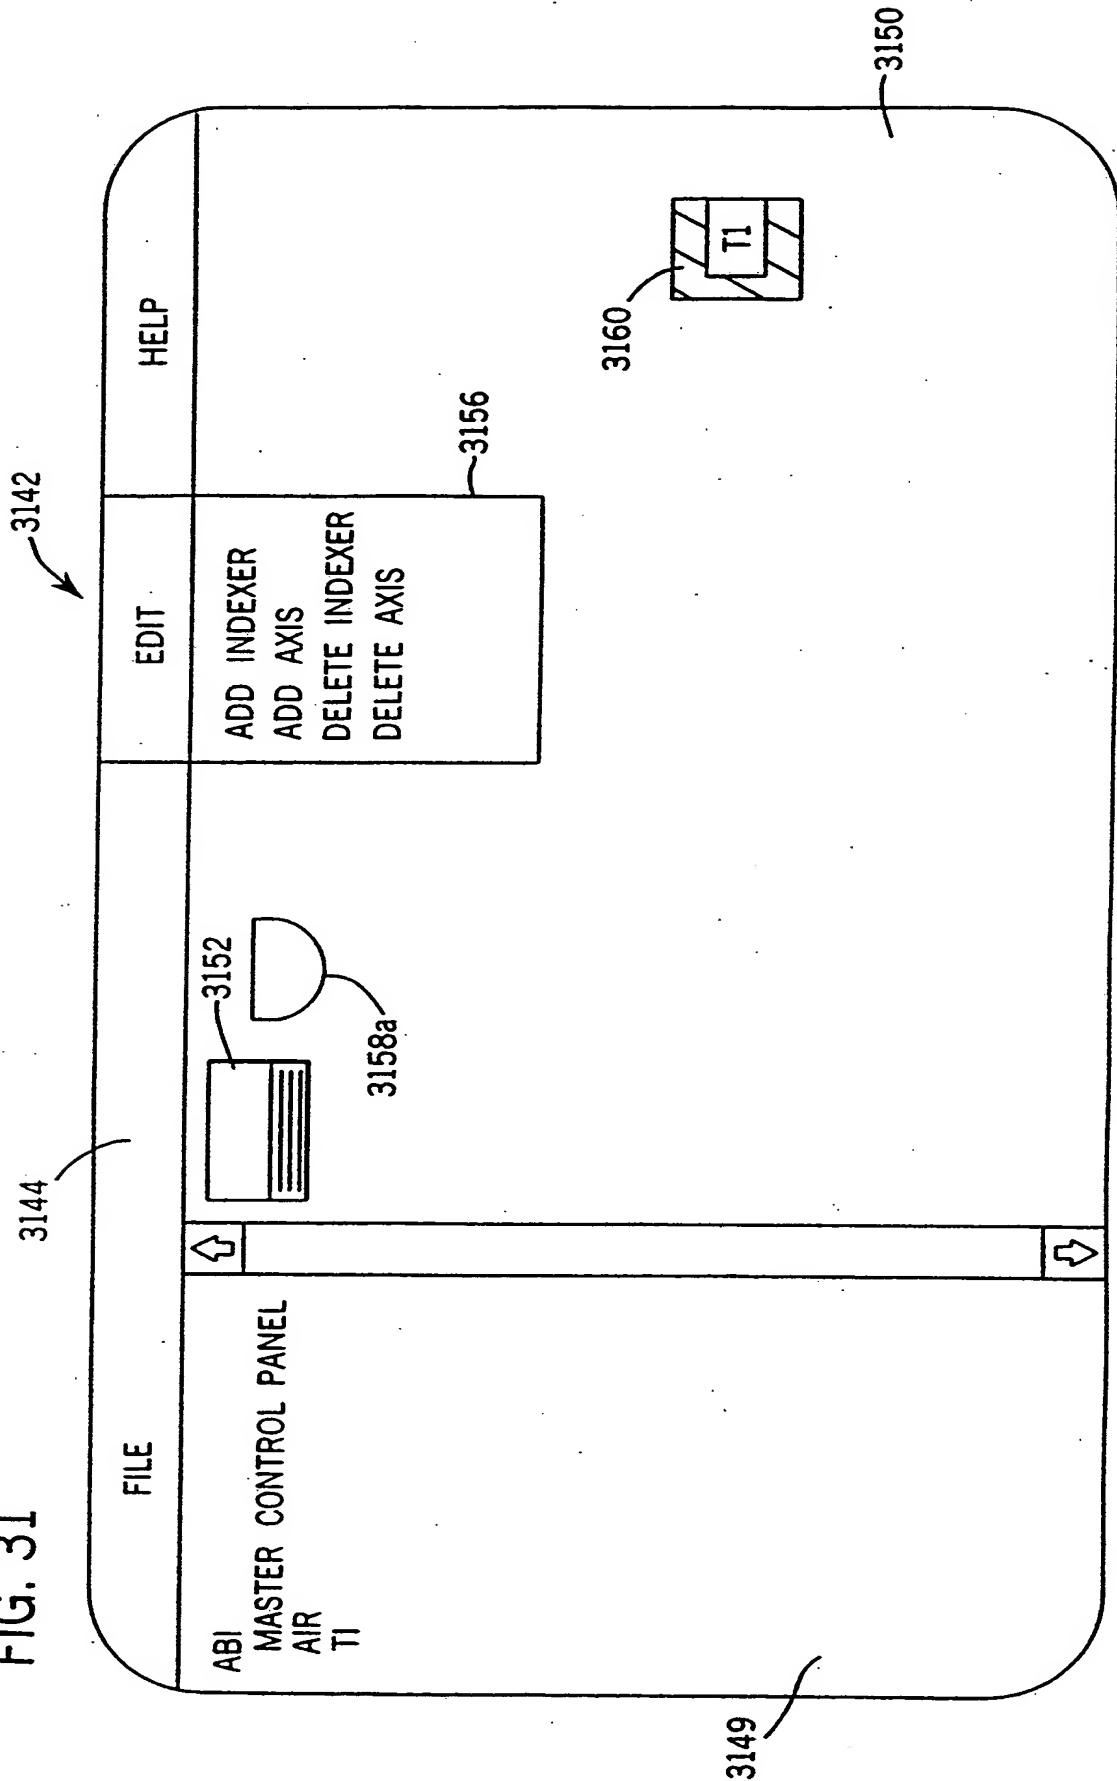 FIG. 31
3142
3144
FILE
EDIT
HELP
ABI
MASTER CONTROL PANEL
AIR
TI
3152
3158a
ADD INDEXER
ADD AXIS
DELETE INDEXER
DELETE AXIS
3156
3160
T1
3149
3150